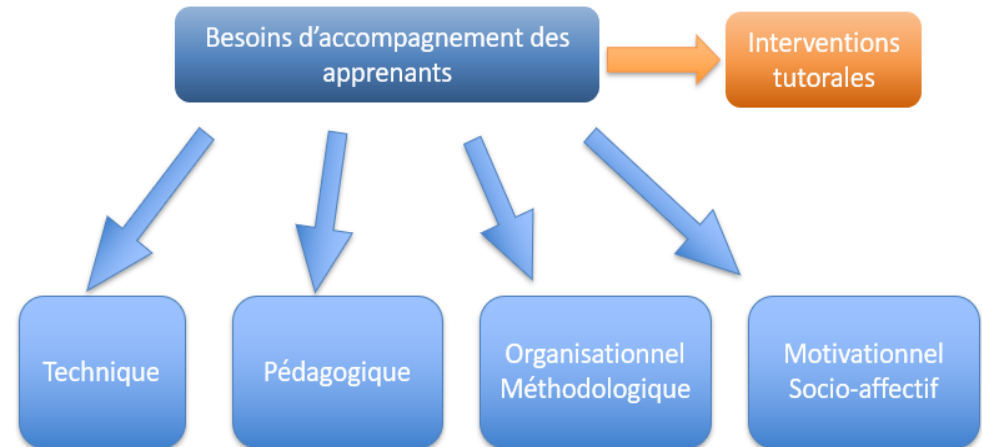 Besoins d’accompagnement des
apprenants
Interventions
tutorales
Technique
Pédagogique
Organisationnel
Méthodologique
Motivationnel
Socio-affectif